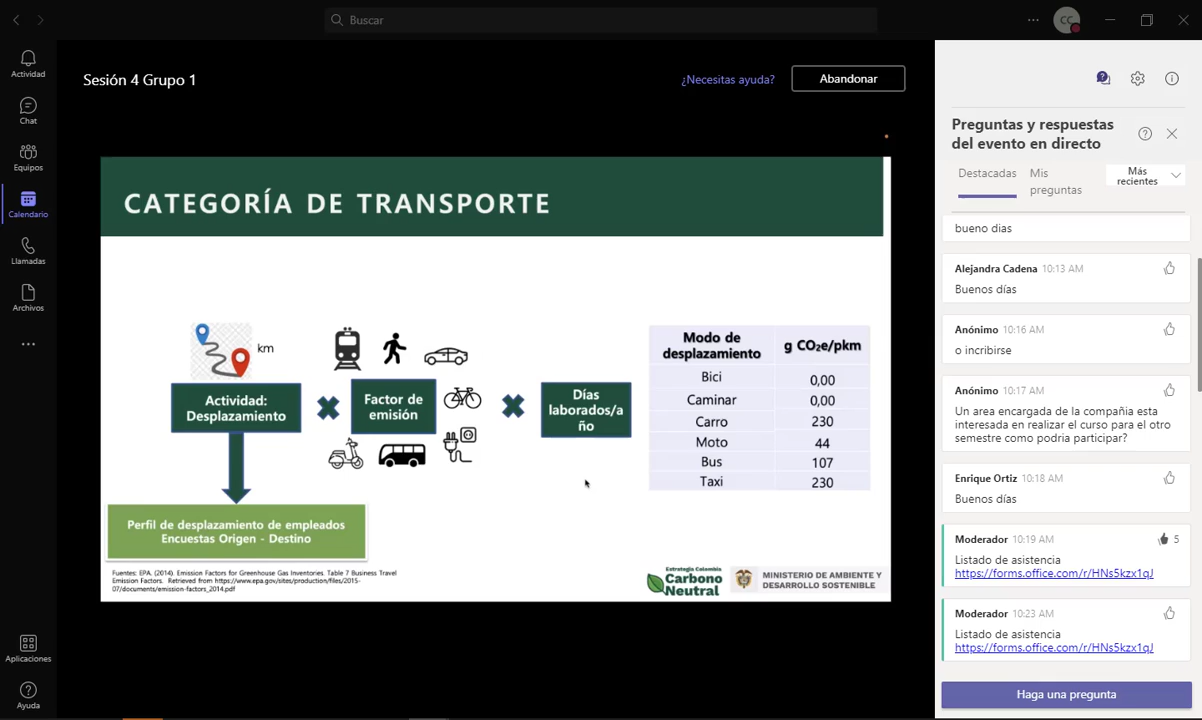 Buscar
CC
Actividad
Chat
Equipos
Calendario
Llamadas
Archivos
Aplicaciones
Ayuda
Sesión 4 Grupo 1
¿Necesitas ayuda?
Abandonar
CATEGORÍA DE TRANSPORTE
km
Actividad:
Desplazamiento
Factor de
emisión
Días
laborados/a
ño
Modo de
desplazamiento
g CO₂e/pkm
Bici 0,00
Caminar 0,00
Carro 230
Moto 44
Bus 107
Taxi 230
Perfil de desplazamiento de empleados
Encuestas Origen - Destino
Fuentes: EPA. (2014) Emission Factors for Greenhouse Gas Inventories. Table 7 Business Travel
Emission Factors. Retrieved from https://www.epa.gov/sites/production/files/2015-
07/documents/emission-factors_2014.pdf
Estrategia Colombia
Carbono
Neutral
MINISTERIO DE AMBIENTE Y
DESARROLLO SOSTENIBLE
Preguntas y respuestas
del evento en directo
Destacadas
Mis
preguntas
Más
recientes
bueno dias
Alejandra Cadena 10:13 AM
Buenos días
Anónimo 10:16 AM
o incribirse
Anónimo 10:17 AM
Un area encargada de la compañia esta
interesada en realizar el curso para el otro
semestre como podria participar?
Enrique Ortiz 10:18 AM
Buenos días
Moderador 10:19 AM
5
Listado de asistencia
https://forms.office.com/r/HNs5kzx1qJ
Moderador 10:23 AM
Listado de asistencia
https://forms.office.com/r/HNs5kzx1qJ
Haga una pregunta